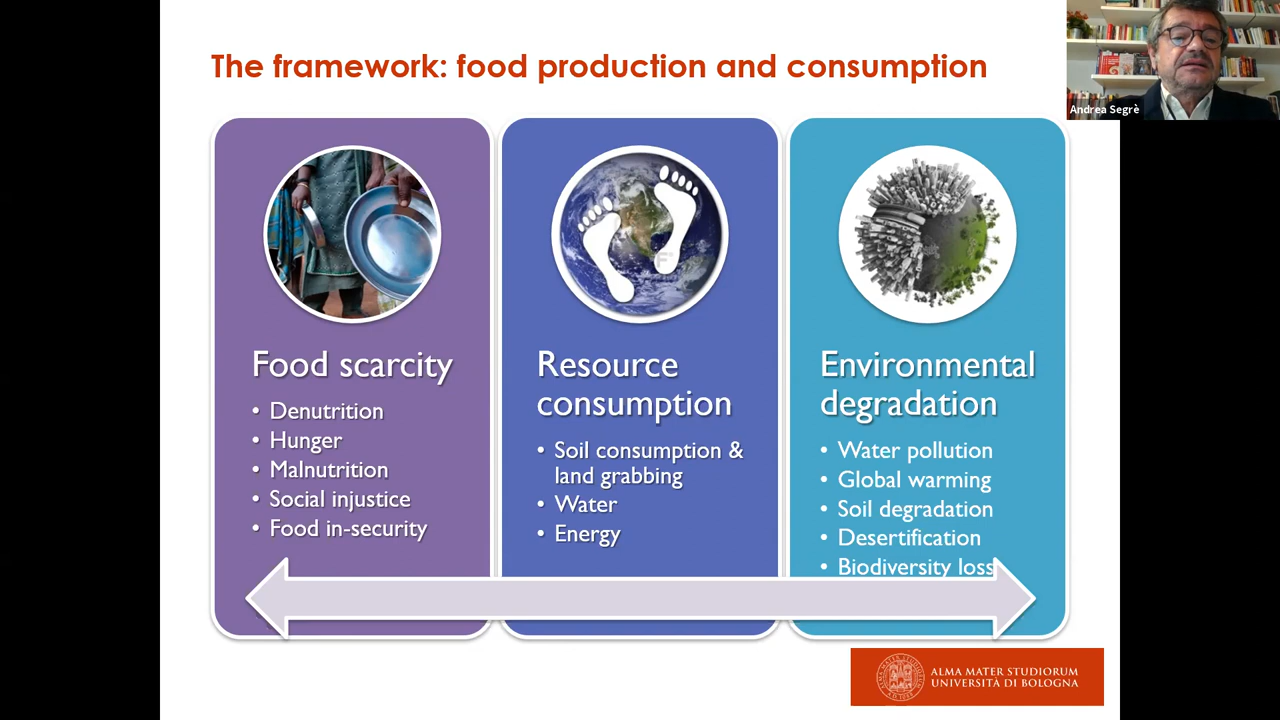 The framework: food production and consumption
Andrea Segrè
Food scarcity
• Denutrition
• Hunger
• Malnutrition
• Social injustice
• Food in-security
Resource
consumption
• Soil consumption &
land grabbing
• Water
• Energy
Environmental
degradation
• Water pollution
• Global warming
• Soil degradation
• Desertification
• Biodiversity loss
ALMA MATER STUDIORUM
UNIVERSITÀ DI BOLOGNA